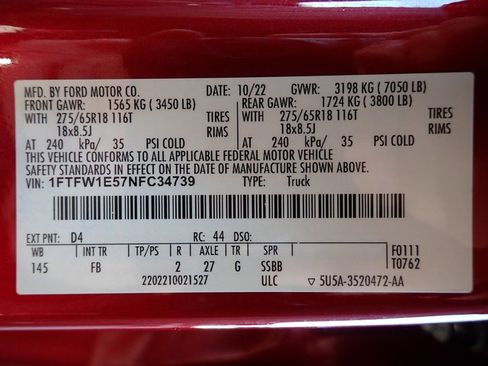 MFD. BY FORD MOTOR CO. 10/22 GVWR: 3198 KG ( 7050 LB)
FRONT GAWR: 1565 KG ( 3450 LB) REAR GAWR: 1724 KG ( 3800 LB)
WITH 275/65R18 116T TIRES WITH 275/65R18 116T TIRES
18x8.5J RIMS 18x8.5J RIMS
AT 240 kPa/ 35 PSI COLD AT 240 kPa/ 35 PSI COLD
THIS VEHICLE CONFORMS TO ALL APPLICABLE FEDERAL MOTOR VEHICLE
SAFETY STANDARDS IN EFFECT ON THE DATE OF MANUFACTURE SHOWN ABOVE.
VIN: 1FTFW1E57NFC34739 TYPE: Truck
EXT PNT: D4 RC: 44 DSO:
WB INT TR TP/PS R AXLE TR SPR F0111
145 FB 2 27 G SSBB T0762
2202210021527 ULC 5U5A-3520472-AA